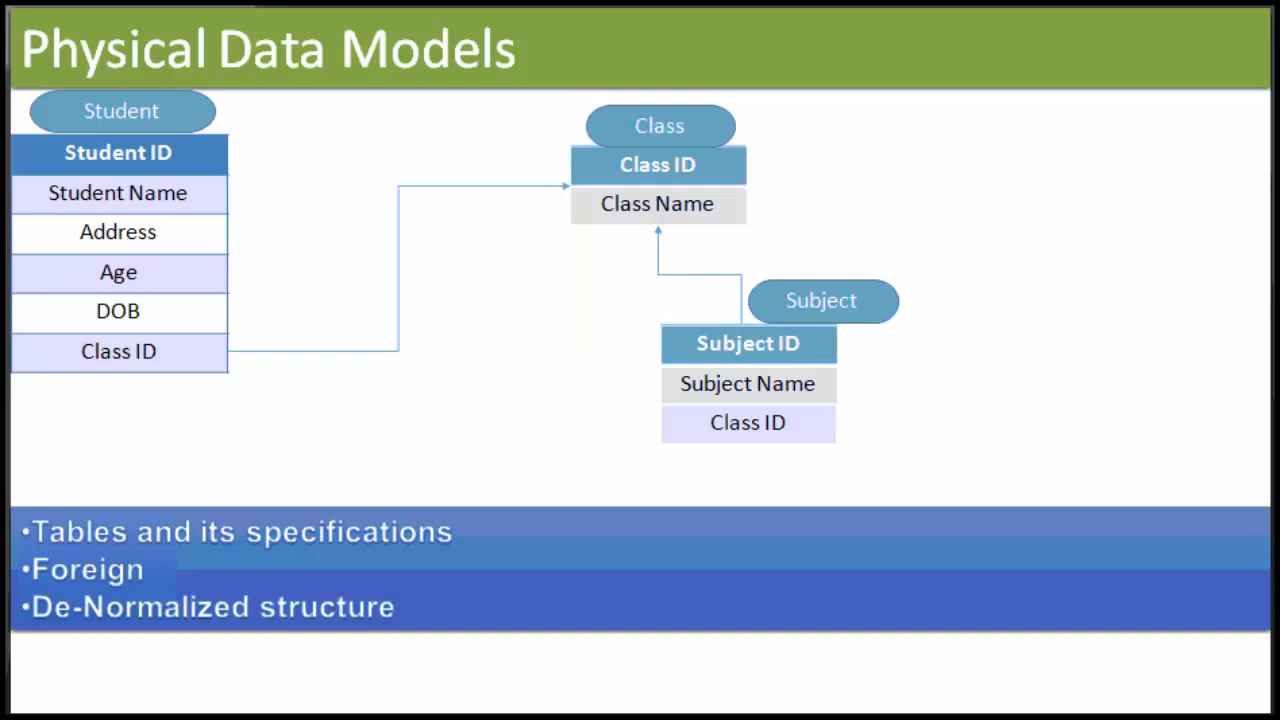 Physical Data Models
Student
Student ID
Student Name
Address
Age
DOB
Class ID
Class
Class ID
Class Name
Subject
Subject ID
Subject Name
Class ID
•Tables and its specifications
•Foreign
•De-Normalized structure